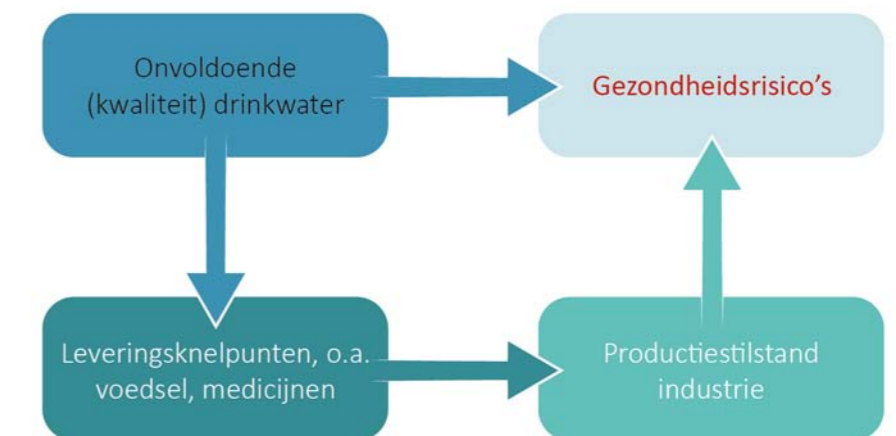 Onvoldoende
(kwaliteit) drinkwater
Gezondheidsrisico's
Leveringsknelpunten, o.a.
voedsel, medicijnen
Productiestilstand
industrie